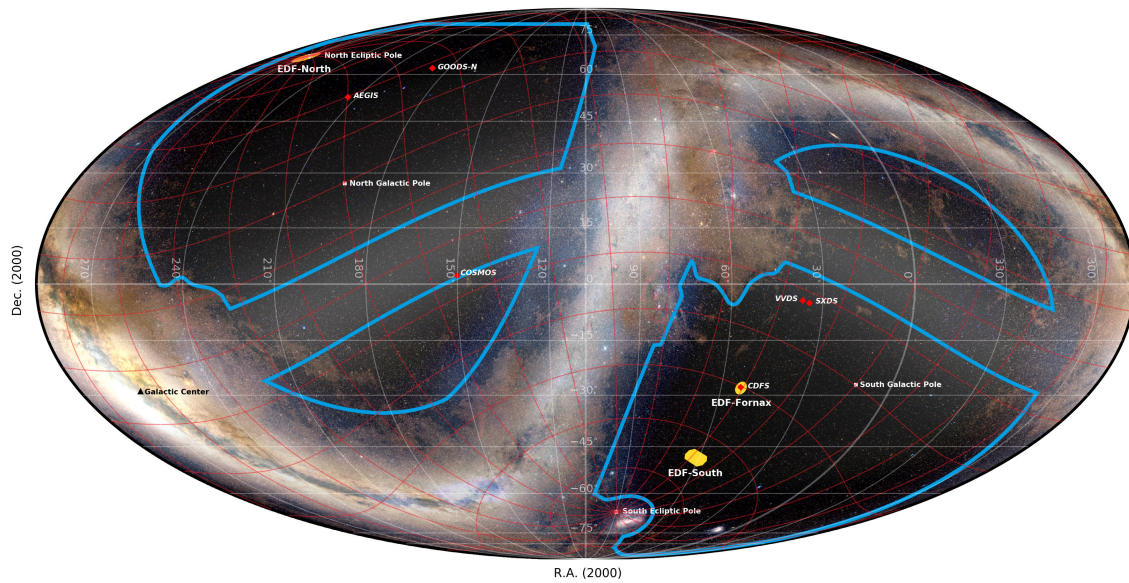 75°
North Ecliptic Pole
EDF-North
GOODS-N
60
AEGIS
45
30
North Galactic Pole
15
270
240
210
180
150
COSMOS
120
90
60
30
0
330
300
0
VVDS
SXDS
−15
CDFS
South Galactic Pole
Galactic Center
−30
EDF-Fornax
−45
EDF-South
−60
South Ecliptic Pole
−75
Dec. (2000)
R.A. (2000)